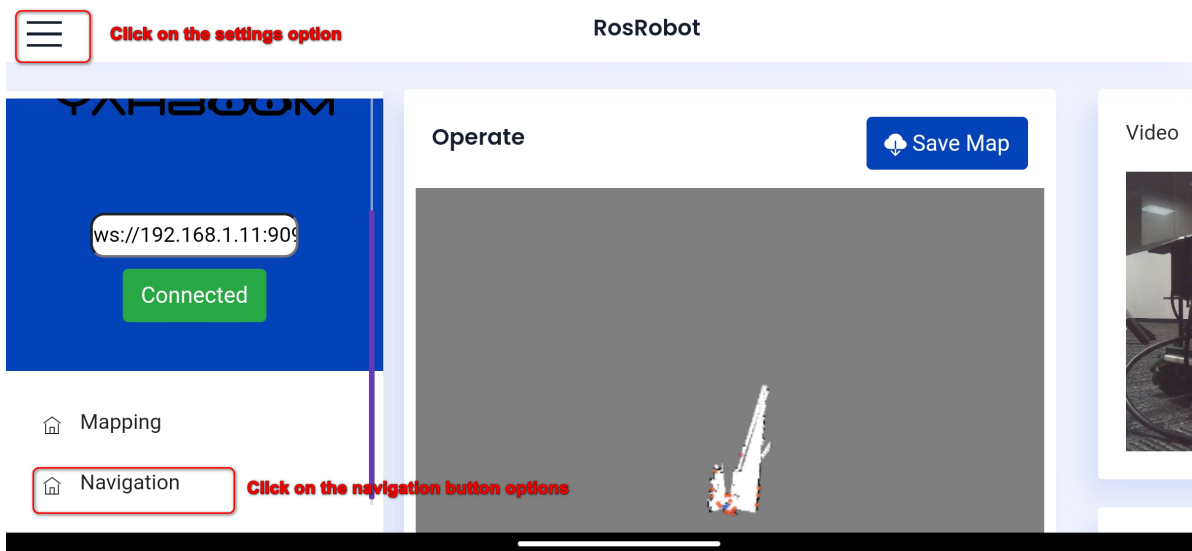 Click on the settings option
RosRobot
YAHBOOM
Operate
Save Map
Video
ws://192.168.1.11:909
Connected
Mapping
Navigation
Click on the navigation button options